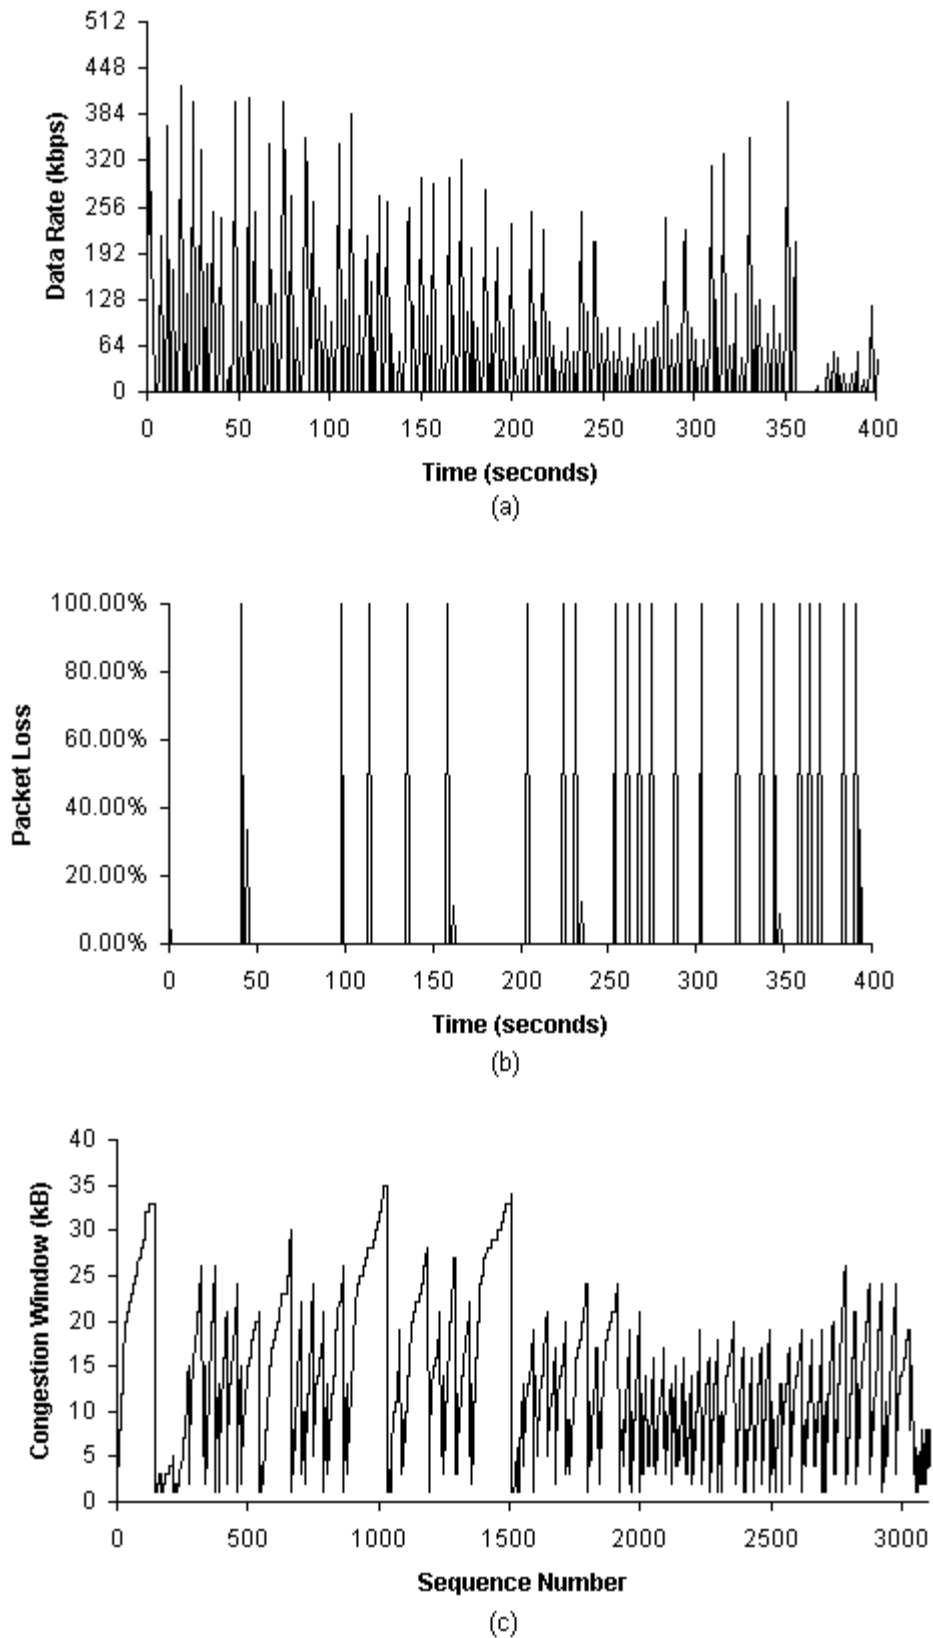 512
448
384
320
256
192
128
64
0
Data Rate (kbps)
0 50 100 150 200 250 300 350 400
Time (seconds)
(a)
100.00%
80.00%
60.00%
40.00%
20.00%
0.00%
Packet Loss
0 50 100 150 200 250 300 350 400
Time (seconds)
(b)
40
35
30
25
20
15
10
5
0
Congestion Window (kB)
0 500 1000 1500 2000 2500 3000
Sequence Number
(c)